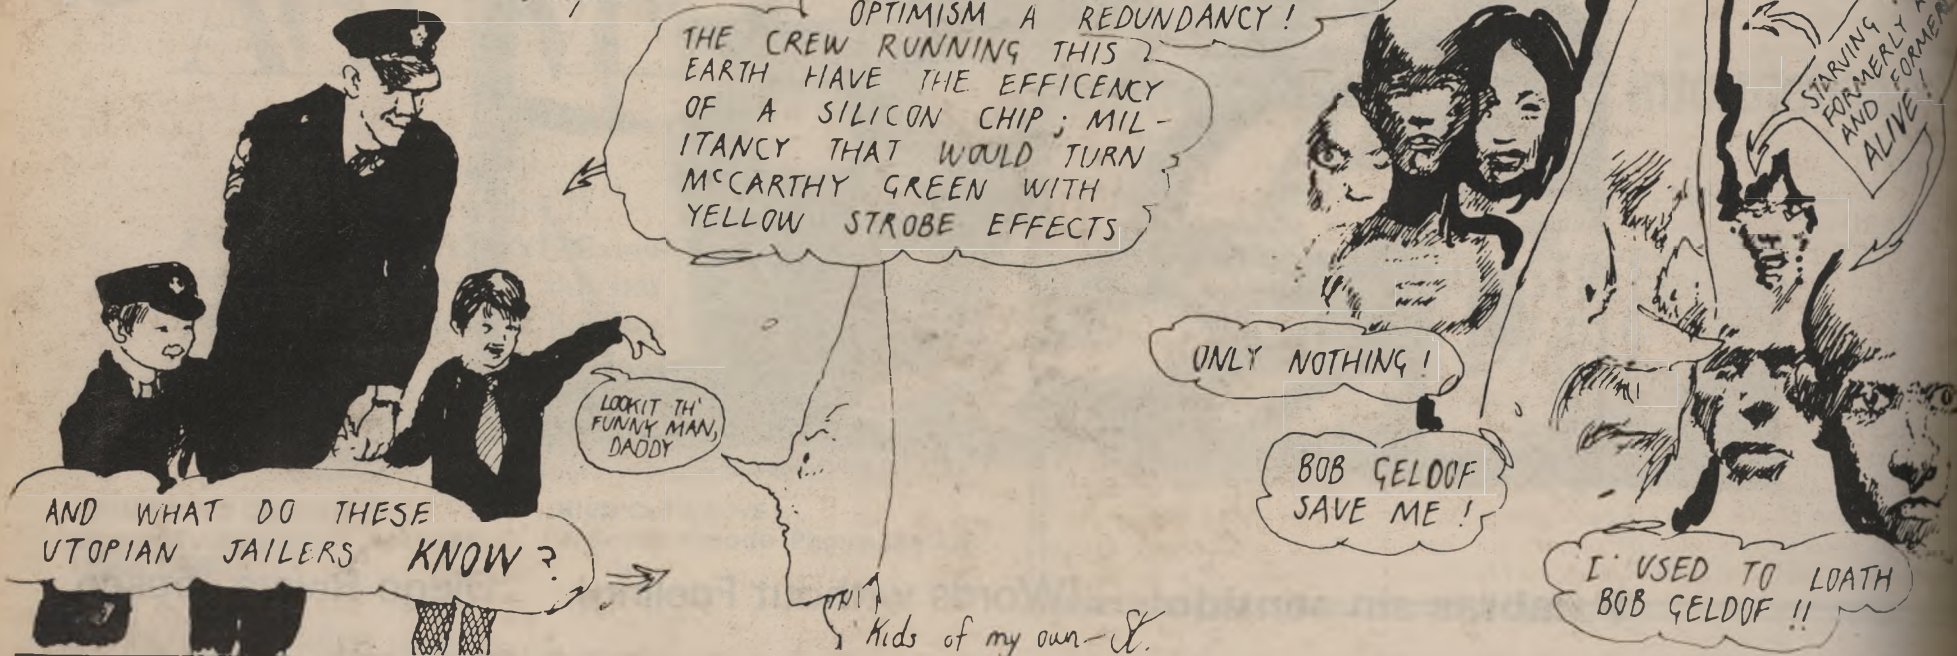 OPTIMISM A REDUNDANCY!
THE CREW RUNNING THIS
EARTH HAVE THE EFFICENCY
OF A SILICON CHIP; MIL-
ITANCY THAT WOULD TURN
McCARTHY GREEN WITH
YELLOW STROBE EFFECTS
LOOKIT TH'
FUNNY MAN,
DADDY
AND WHAT DO THESE
UTOPIAN JAILERS KNOW?
Kids of my own-
ONLY NOTHING!
BOB GELDOF
SAVE ME!
STARVING
FORMERLY
AND FORMER
ALIVE!
I USED TO LOATH
BOB GELDOF!!